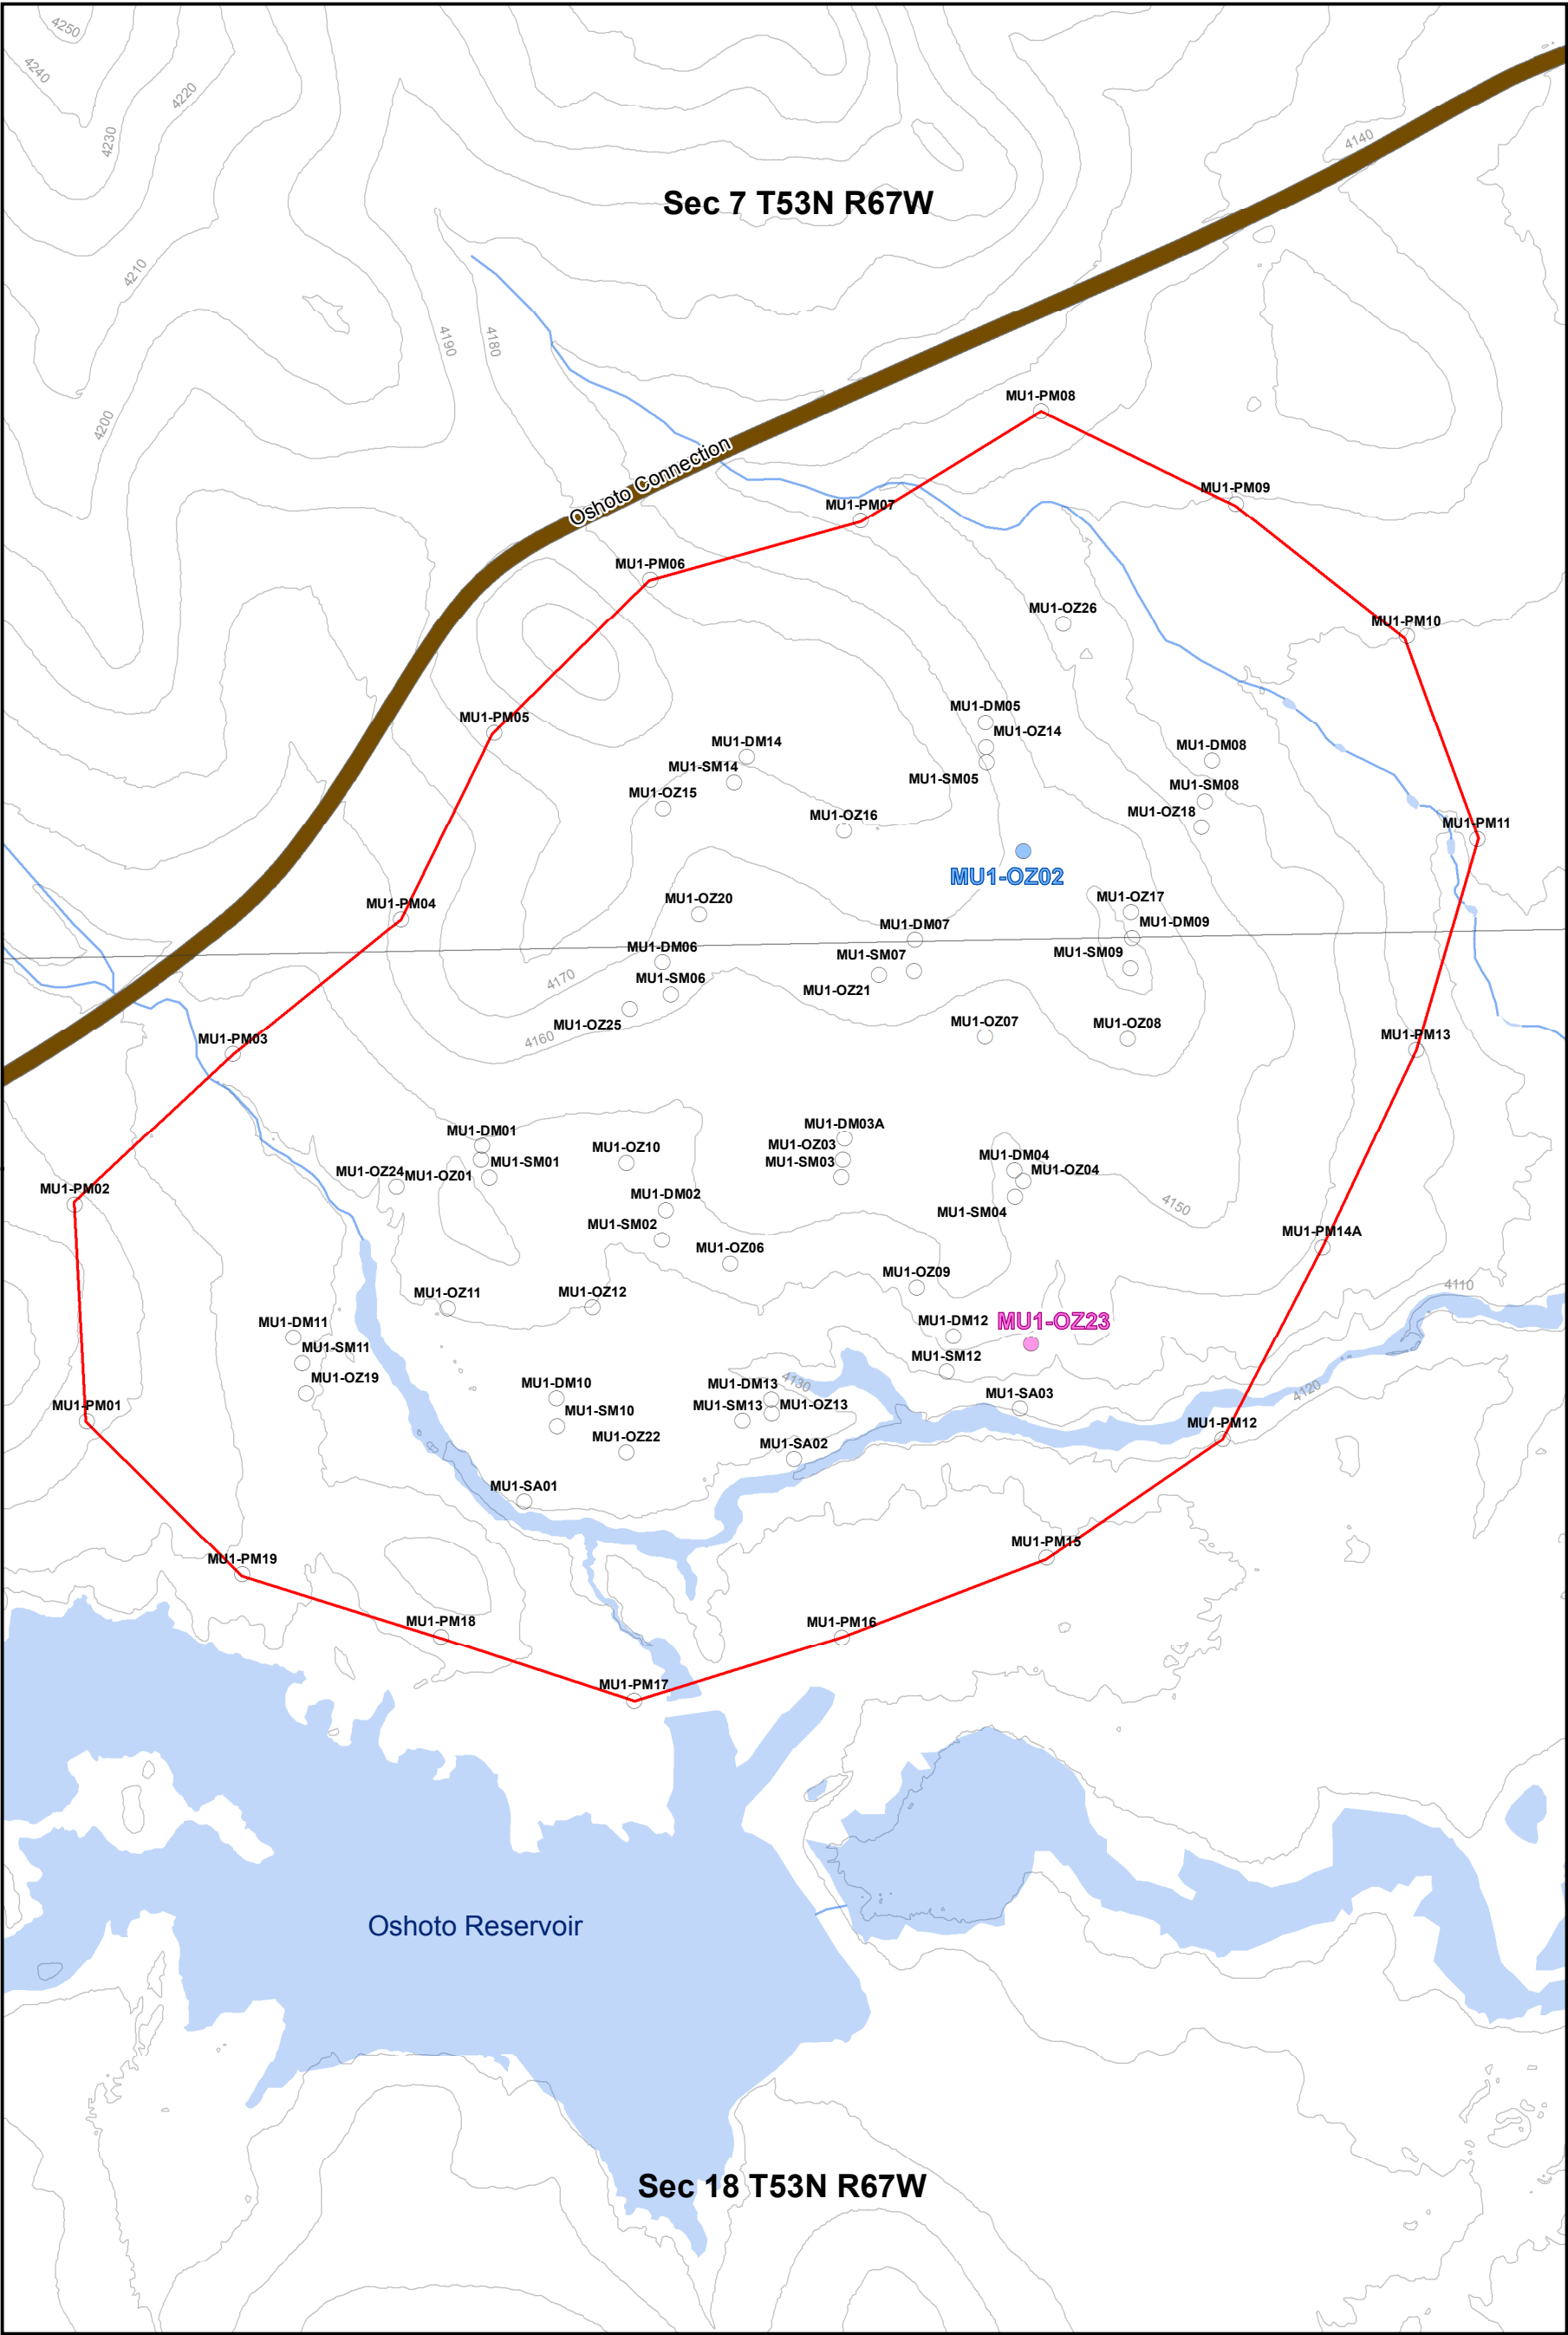 4250
4240
4220
4230
4140
Sec 7 T53N R67W
4210
4190
4180
4200
MU1-PM08
Oshoto Connection
MU1-PM09
MU1-PM07
MU1-PM06
MU1-OZ26
MU1-PM10
MU1-DM05
MU1-PM05
MU1-OZ14
MU1-DM14
MU1-DM08
MU1-SM14
MU1-SM05
MU1-SM08
MU1-OZ15
MU1-OZ16
MU1-OZ18
MU1-PM11
MU1-OZ02
MU1-OZ20
MU1-PM04
MU1-OZ17
MU1-DM07
MU1-DM09
MU1-DM06
MU1-SM07
MU1-SM09
4170
MU1-SM06
MU1-OZ21
MU1-OZ25
MU1-OZ07
MU1-OZ08
MU1-PM03
4160
MU1-PM13
MU1-DM03A
MU1-DM01
MU1-OZ03
MU1-OZ10
MU1-SM01
MU1-SM03
MU1-DM04
MU1-OZ24
MU1-OZ01
MU1-OZ04
MU1-PM02
MU1-DM02
MU1-SM04
4150
MU1-SM02
MU1-PM14A
MU1-OZ06
MU1-OZ09
4110
MU1-OZ11
MU1-OZ12
MU1-DM11
MU1-DM12
MU1-OZ23
MU1-SM11
MU1-SM12
MU1-OZ19
MU1-DM10
MU1-DM13
4130
MU1-SA03
4120
MU1-PM01
MU1-SM10
MU1-SM13
MU1-OZ13
MU1-PM12
MU1-OZ22
MU1-SA02
MU1-SA01
MU1-PM15
MU1-PM19
MU1-PM18
MU1-PM16
MU1-PM17
Oshoto Reservoir
Sec 18 T53N R67W